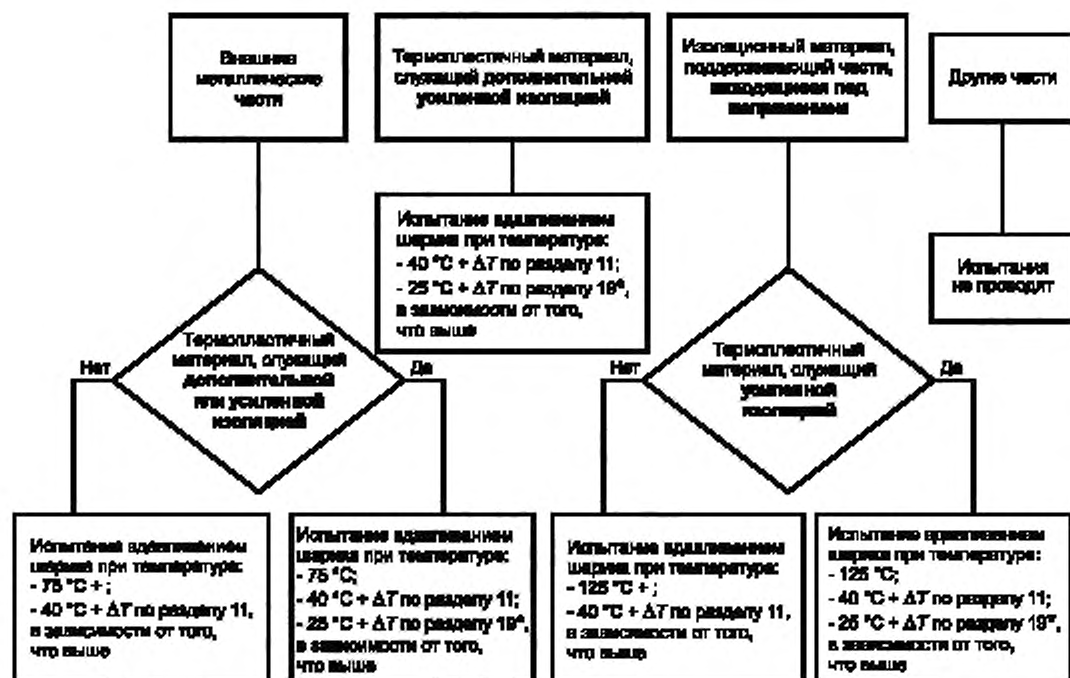 Внешние
металлические
части
Термопластичный материал,
служащий дополнительной
усиленной изоляцией
Изоляционный материал,
поддерживающий части,
находящиеся под
напряжением
Другие части
Испытание вдавливанием
шарика при температуре:
- 40 °C + ΔT по разделу 11;
- 25 °C + ΔT по разделу 19*,
в зависимости от того,
что выше
Испытания
не проводят
Нет
Термопластичный
материал, служащий
дополнительной
или усиленной
изоляцией
Да
Нет
Термопластичный
материал, служащий
усиленной
изоляцией
Да
Испытание вдавливанием
шарика при температуре:
- 75 °C + ;
- 40 °C + ΔT по разделу 11,
в зависимости от того,
что выше
Испытание вдавливанием
шарика при температуре:
- 75 °C;
- 40 °C + ΔT по разделу 11;
- 25 °C + ΔT по разделу 19*,
в зависимости от того,
что выше
Испытание вдавливанием
шарика при температуре:
- 125 °C + ;
- 40 °C + ΔT по разделу 11,
в зависимости от того,
что выше
Испытание вдавливанием
шарика при температуре:
- 125 °C;
- 40 °C + ΔT по разделу 11;
- 25 °C + ΔT по разделу 19*,
в зависимости от того,
что выше